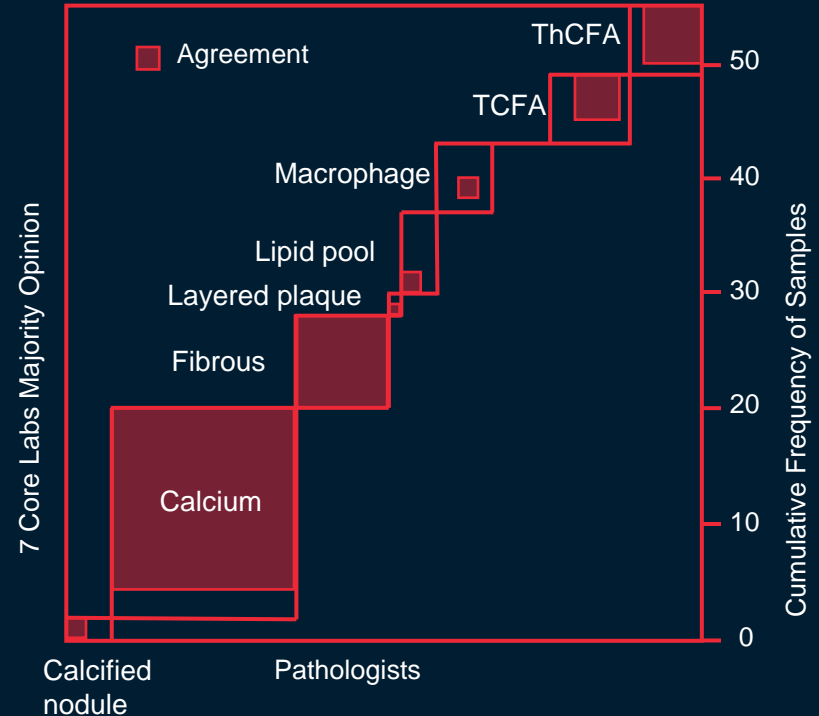 Agreement
ThCFA
50
TCFA
Macrophage
40
Lipid pool
30
Layered plaque
Fibrous
20
Calcium
10
0
7 Core Labs Majority Opinion
Cumulative Frequency of Samples
Calcified
nodule
Pathologists